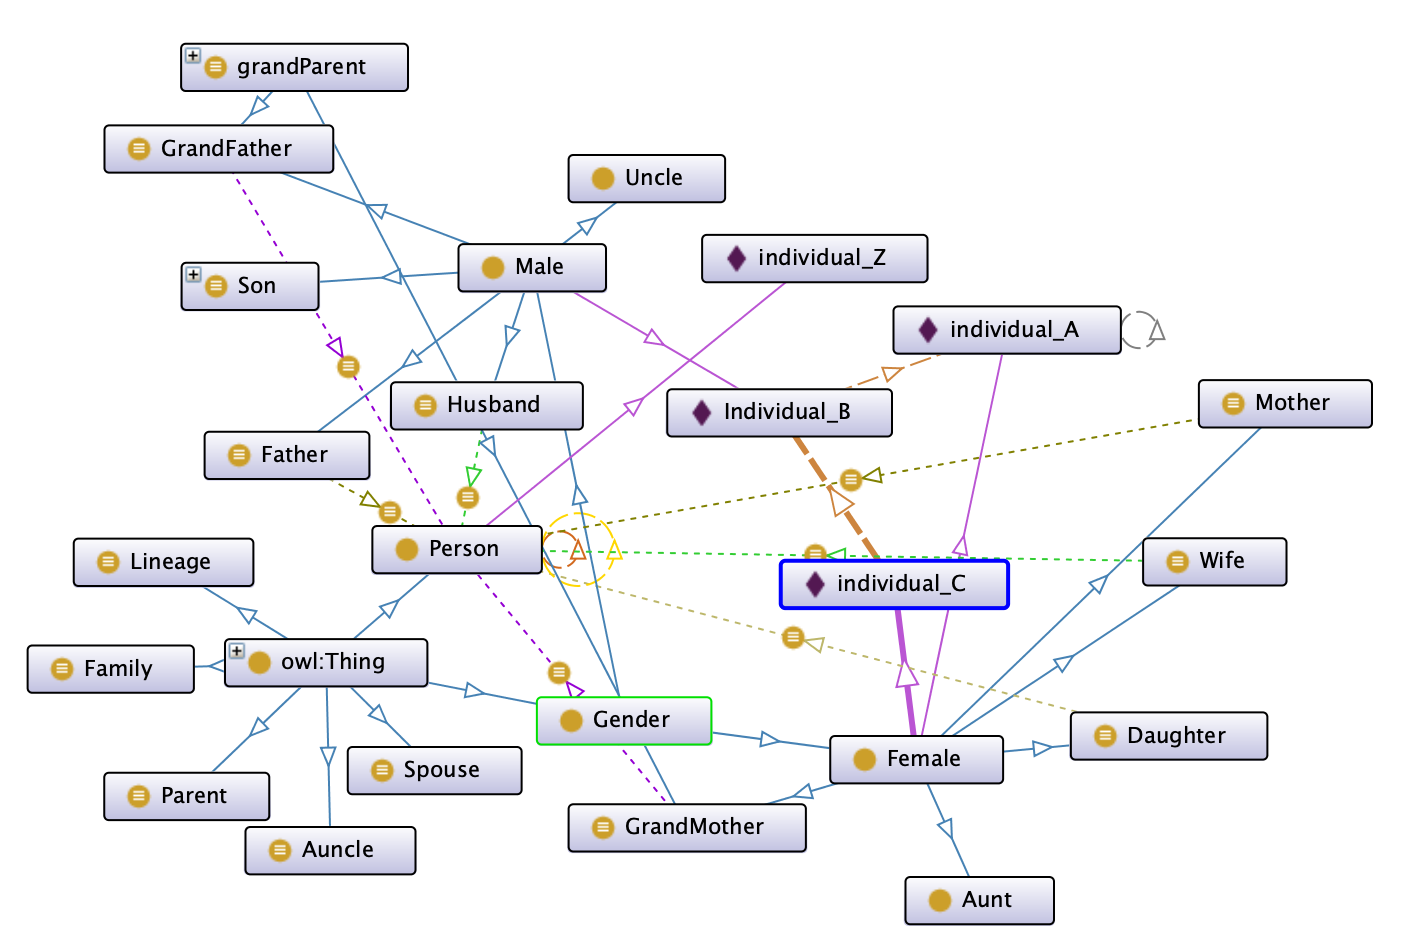 grandParent
GrandFather
Uncle
individual_Z
Male
Son
individual_A
Husband
Individual_B
Mother
Father
Person
Lineage
Wife
individual_C
owl:Thing
Family
Gender
Daughter
Female
Spouse
Parent
GrandMother
Auncle
Aunt